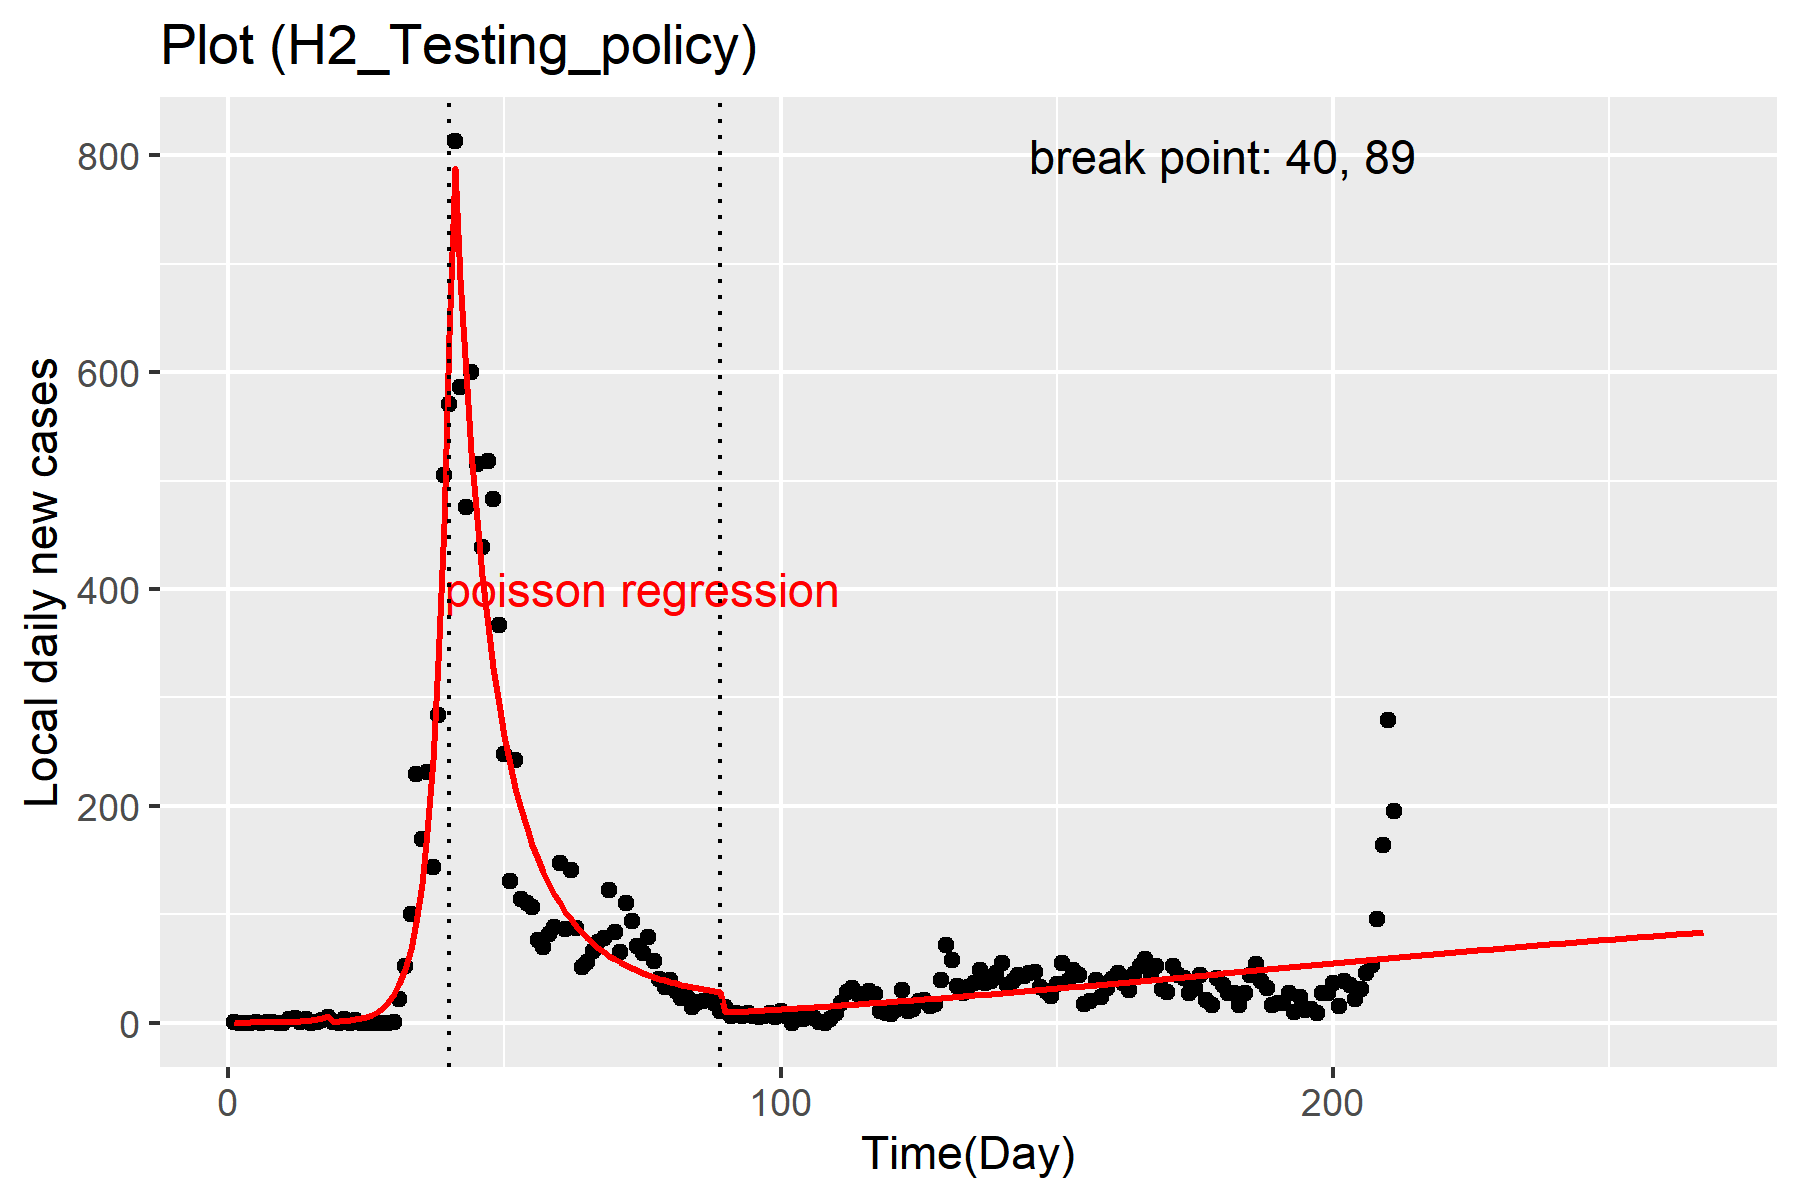 Plot (H2_Testing_policy)
break point: 40, 89
poisson regression
Local daily new cases
800
600
400
200
0
0
100
200
Time(Day)